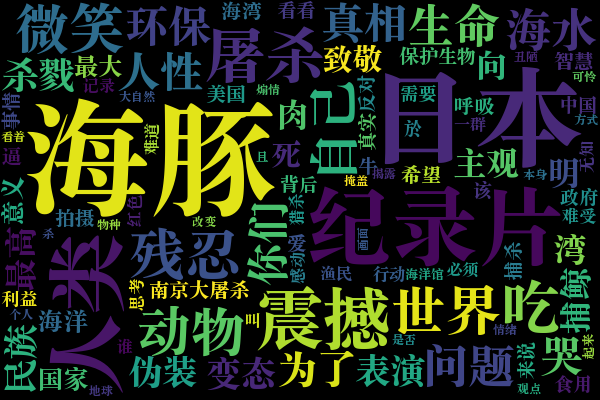 微笑
环保
海湾
看看
真相
生命
海水
屠杀
致敬
保护生物
丑陋
智慧
可怜
杀戮
最大
记录
人性
向
大自然
美国
煽情
肉
反对
真实
需要
呼吸
中国
方式
事情
看着
难道
自己
日本
於
一群
无知
逼
海豚
且
死
牛
揭露
希望
主观
本身
明
意义
掩盖
背后
该
政府
难受
拍摄
红色
猎杀
纪录片
物种
改变
你们
爱
感动
画面
最高
杀
人类
残忍
捕杀
湾
渔民
行动
海洋馆
必须
捕鲸
利益
思考
南京大屠杀
个人
海洋
动物
叫
震撼
世界
吃
情绪
民族
谁
是否
哭
起来
国家
伪装
变态
为了
表演
问题
来说
观点
食用
地球